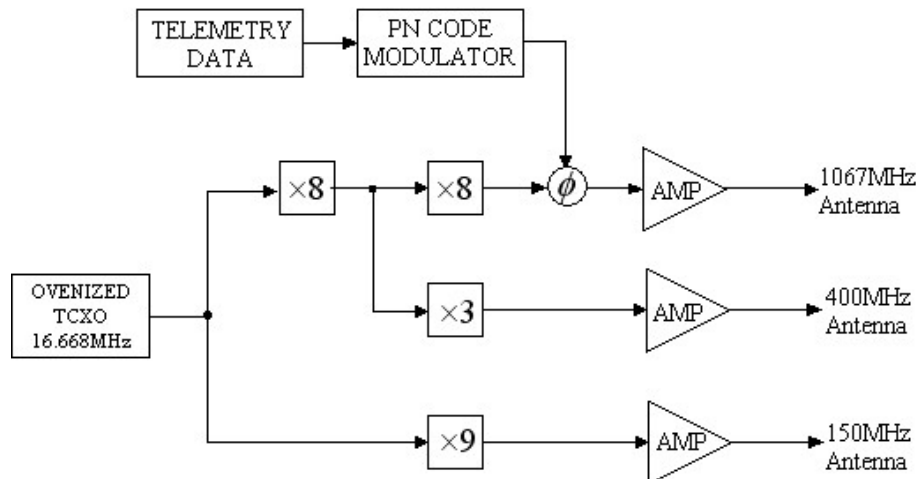 TELEMETRY
DATA
PN CODE
MODULATOR
×8
×8
ϕ
AMP
1067MHz
Antenna
OVENIZED
TCXO
16.668MHz
×3
AMP
400MHz
Antenna
×9
AMP
150MHz
Antenna